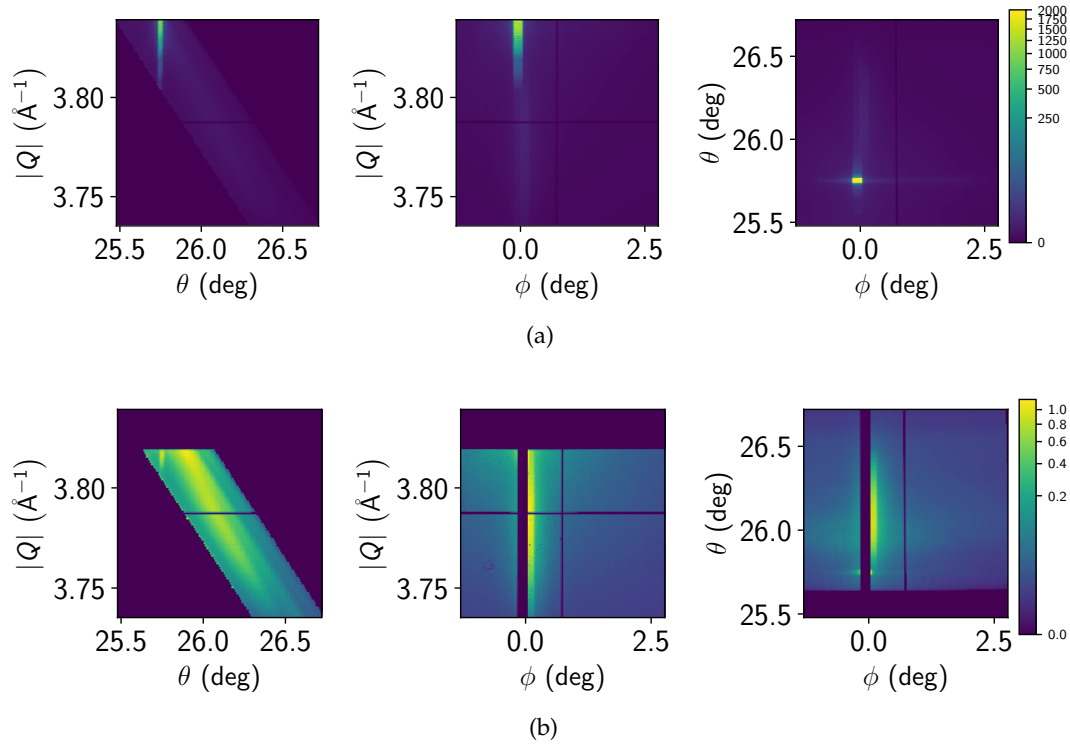 3.80
3.75
|Q| (Å⁻¹)
25.5 26.0 26.5
θ (deg)
3.80
3.75
|Q| (Å⁻¹)
0.0 2.5
ϕ (deg)
26.5
26.0
25.5
θ (deg)
0.0 2.5
ϕ (deg)
2000
1750
1500
1250
1000
750
500
250
0
(a)
3.80
3.75
|Q| (Å⁻¹)
25.5 26.0 26.5
θ (deg)
3.80
3.75
|Q| (Å⁻¹)
0.0 2.5
ϕ (deg)
26.5
26.0
25.5
θ (deg)
0.0 2.5
ϕ (deg)
1.0
0.8
0.6
0.4
0.2
0.0
(b)